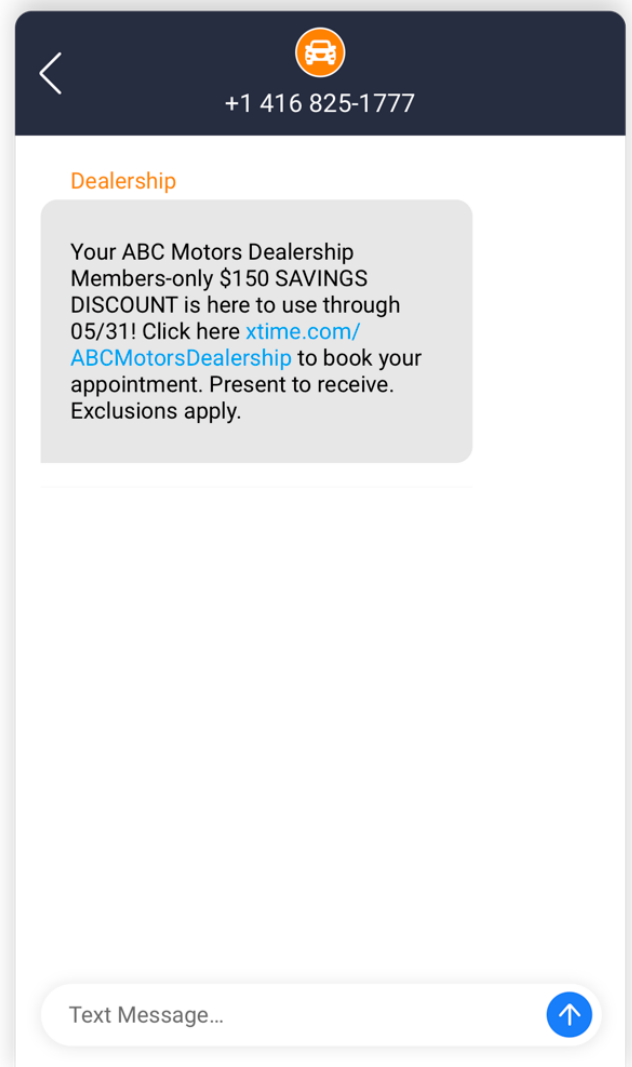 +1 416 825-1777
Dealership
Your ABC Motors Dealership
Members-only $150 SAVINGS
DISCOUNT is here to use through
05/31! Click here xtime.com/
ABCMotorsDealership to book your
appointment. Present to receive.
Exclusions apply.
Text Message...